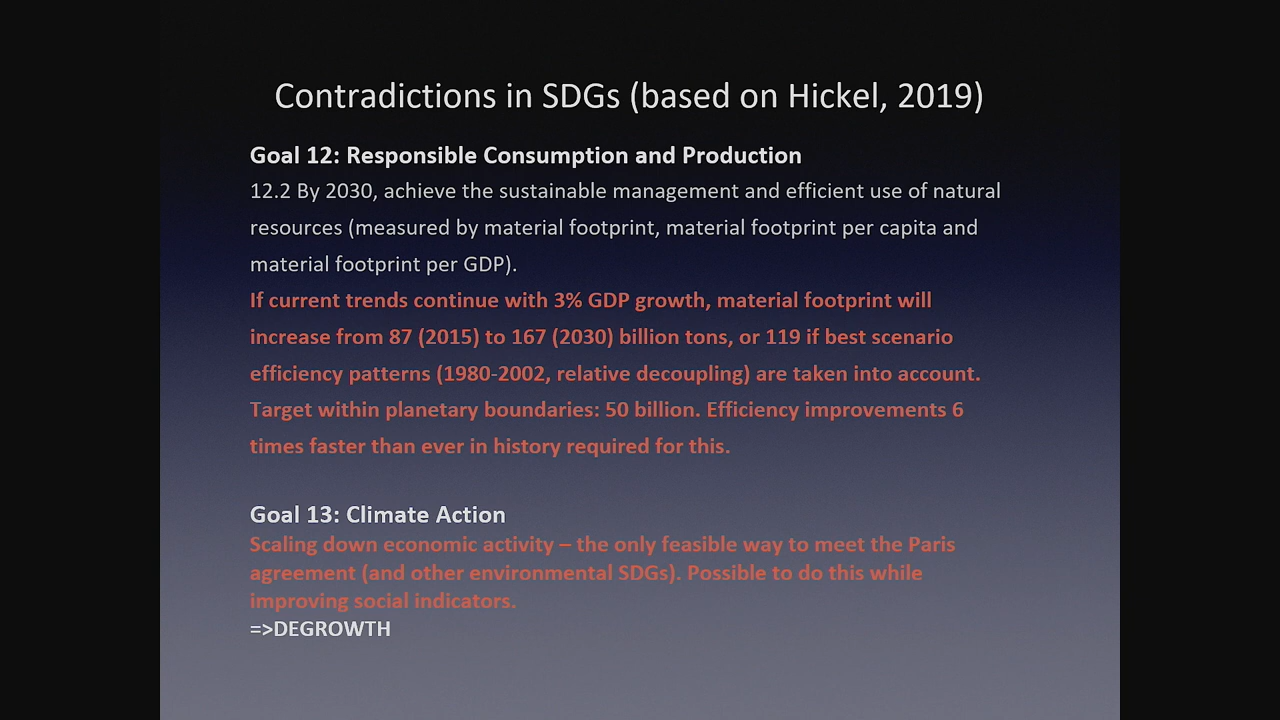 Contradictions in SDGs (based on Hickel, 2019)
Goal 12: Responsible Consumption and Production
12.2 By 2030, achieve the sustainable management and efficient use of natural
resources (measured by material footprint, material footprint per capita and
material footprint per GDP).
If current trends continue with 3% GDP growth, material footprint will
increase from 87 (2015) to 167 (2030) billion tons, or 119 if best scenario
efficiency patterns (1980-2002, relative decoupling) are taken into account.
Target within planetary boundaries: 50 billion. Efficiency improvements 6
times faster than ever in history required for this.
Goal 13: Climate Action
Scaling down economic activity – the only feasible way to meet the Paris
agreement (and other environmental SDGs). Possible to do this while
improving social indicators.
=>DEGROWTH